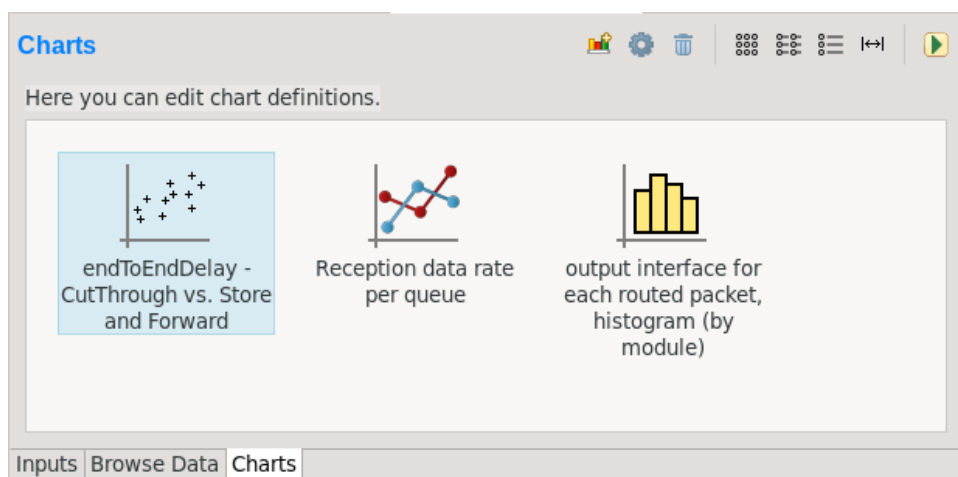 Charts
Here you can edit chart definitions.
endToEndDelay -
CutThrough vs. Store
and Forward
Reception data rate
per queue
output interface for
each routed packet,
histogram (by
module)
Inputs Browse Data Charts